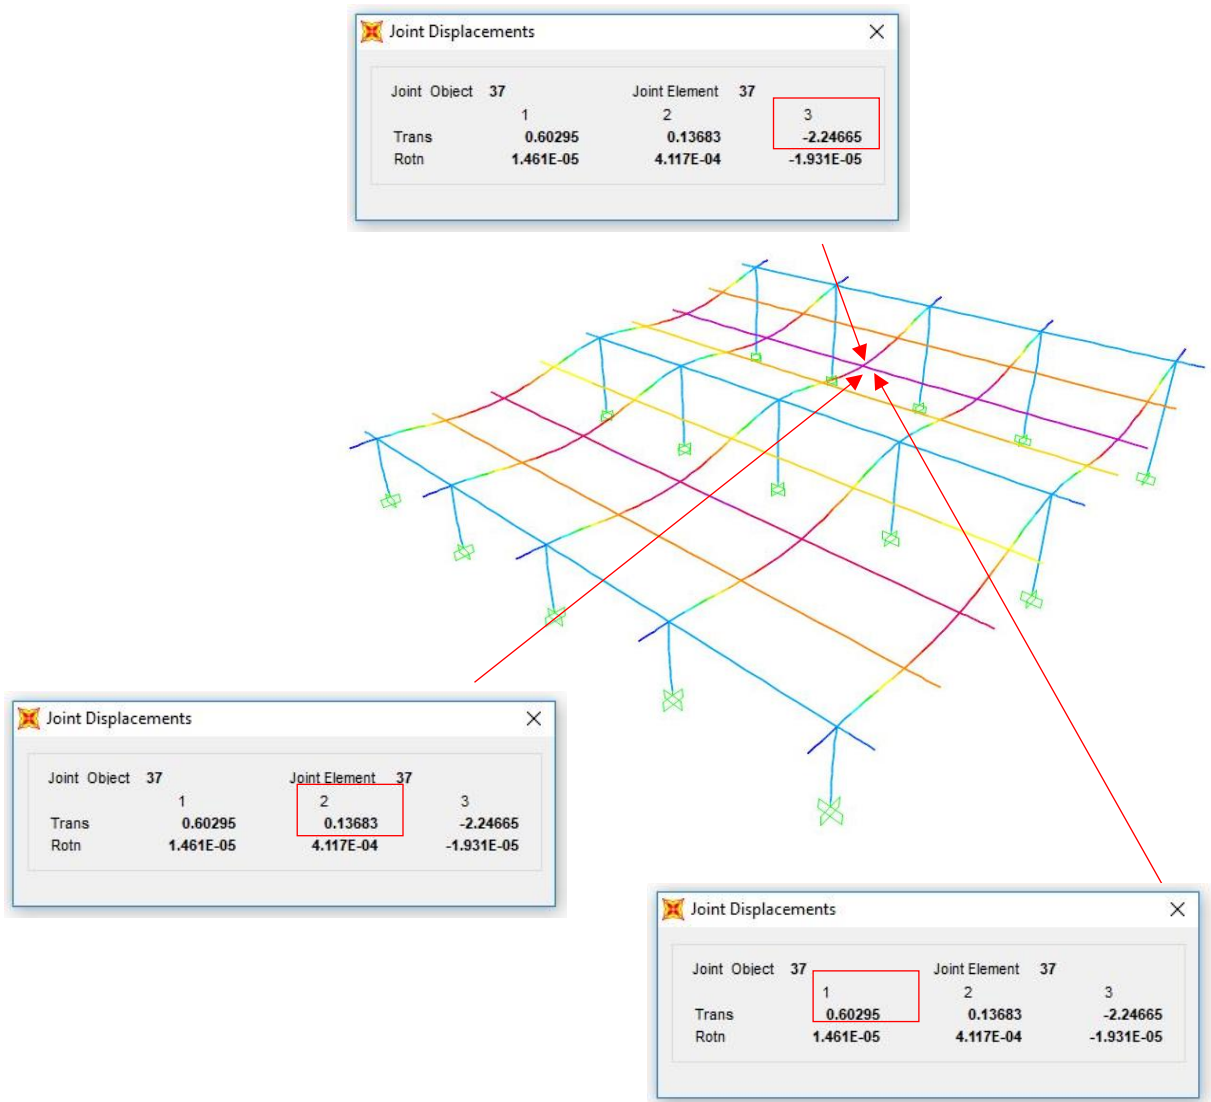 Joint Displacements
Joint Object 37 Joint Element 37
1 2 3
Trans 0.60295 0.13683 -2.24665
Rotn 1.461E-05 4.117E-04 -1.931E-05
Joint Displacements
Joint Object 37 Joint Element 37
1 2 3
Trans 0.60295 0.13683 -2.24665
Rotn 1.461E-05 4.117E-04 -1.931E-05
Joint Displacements
Joint Object 37 Joint Element 37
1 2 3
Trans 0.60295 0.13683 -2.24665
Rotn 1.461E-05 4.117E-04 -1.931E-05